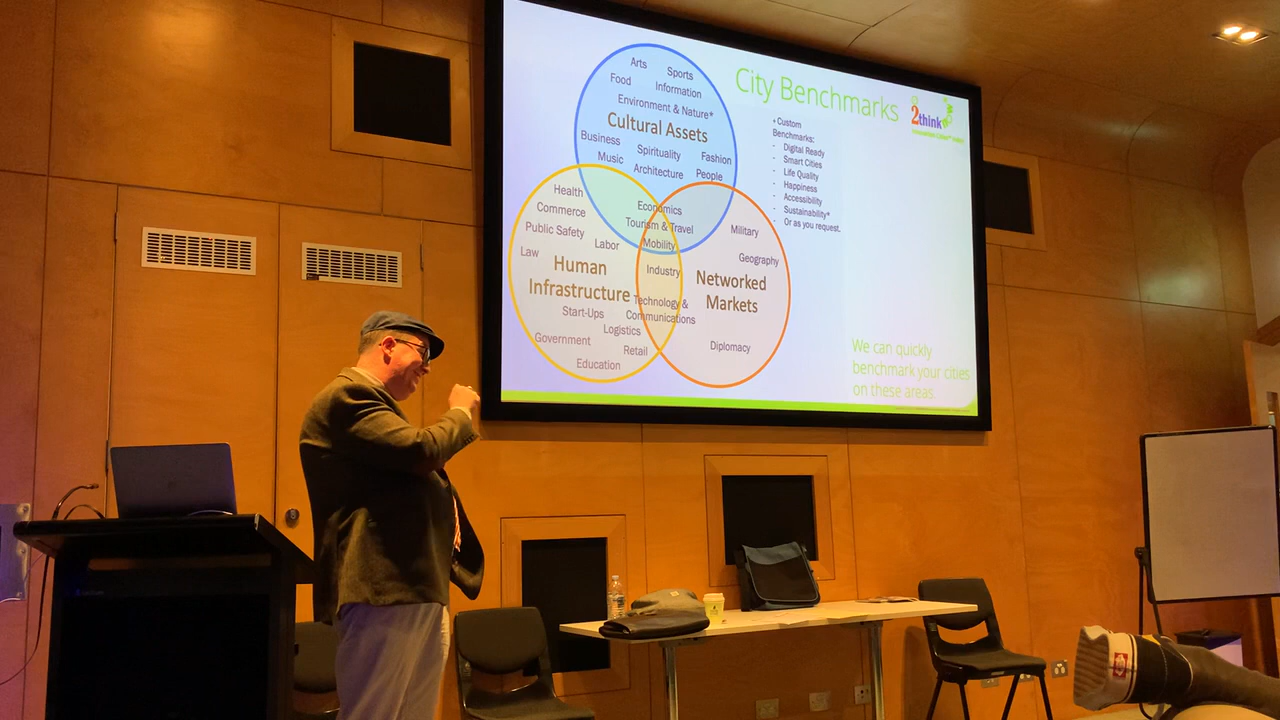 City Benchmarks
2think
Arts
Sports
Food
Information
Environment & Nature*
Cultural Assets
Business
Spirituality
Fashion
Music
Architecture
People
Health
Commerce
Public Safety
Labor
Law
Human
Infrastructure
Start-Ups
Logistics
Government
Retail
Education
Economics
Tourism & Travel
Mobility
Industry
Technology &
Communications
Military
Geography
Networked
Markets
Diplomacy
+ Custom
Benchmarks:
- Digital Ready
- Smart Cities
- Life Quality
- Happiness
- Accessibility
- Sustainability*
- Or as you request.
We can quickly
benchmark your cities
on these areas.